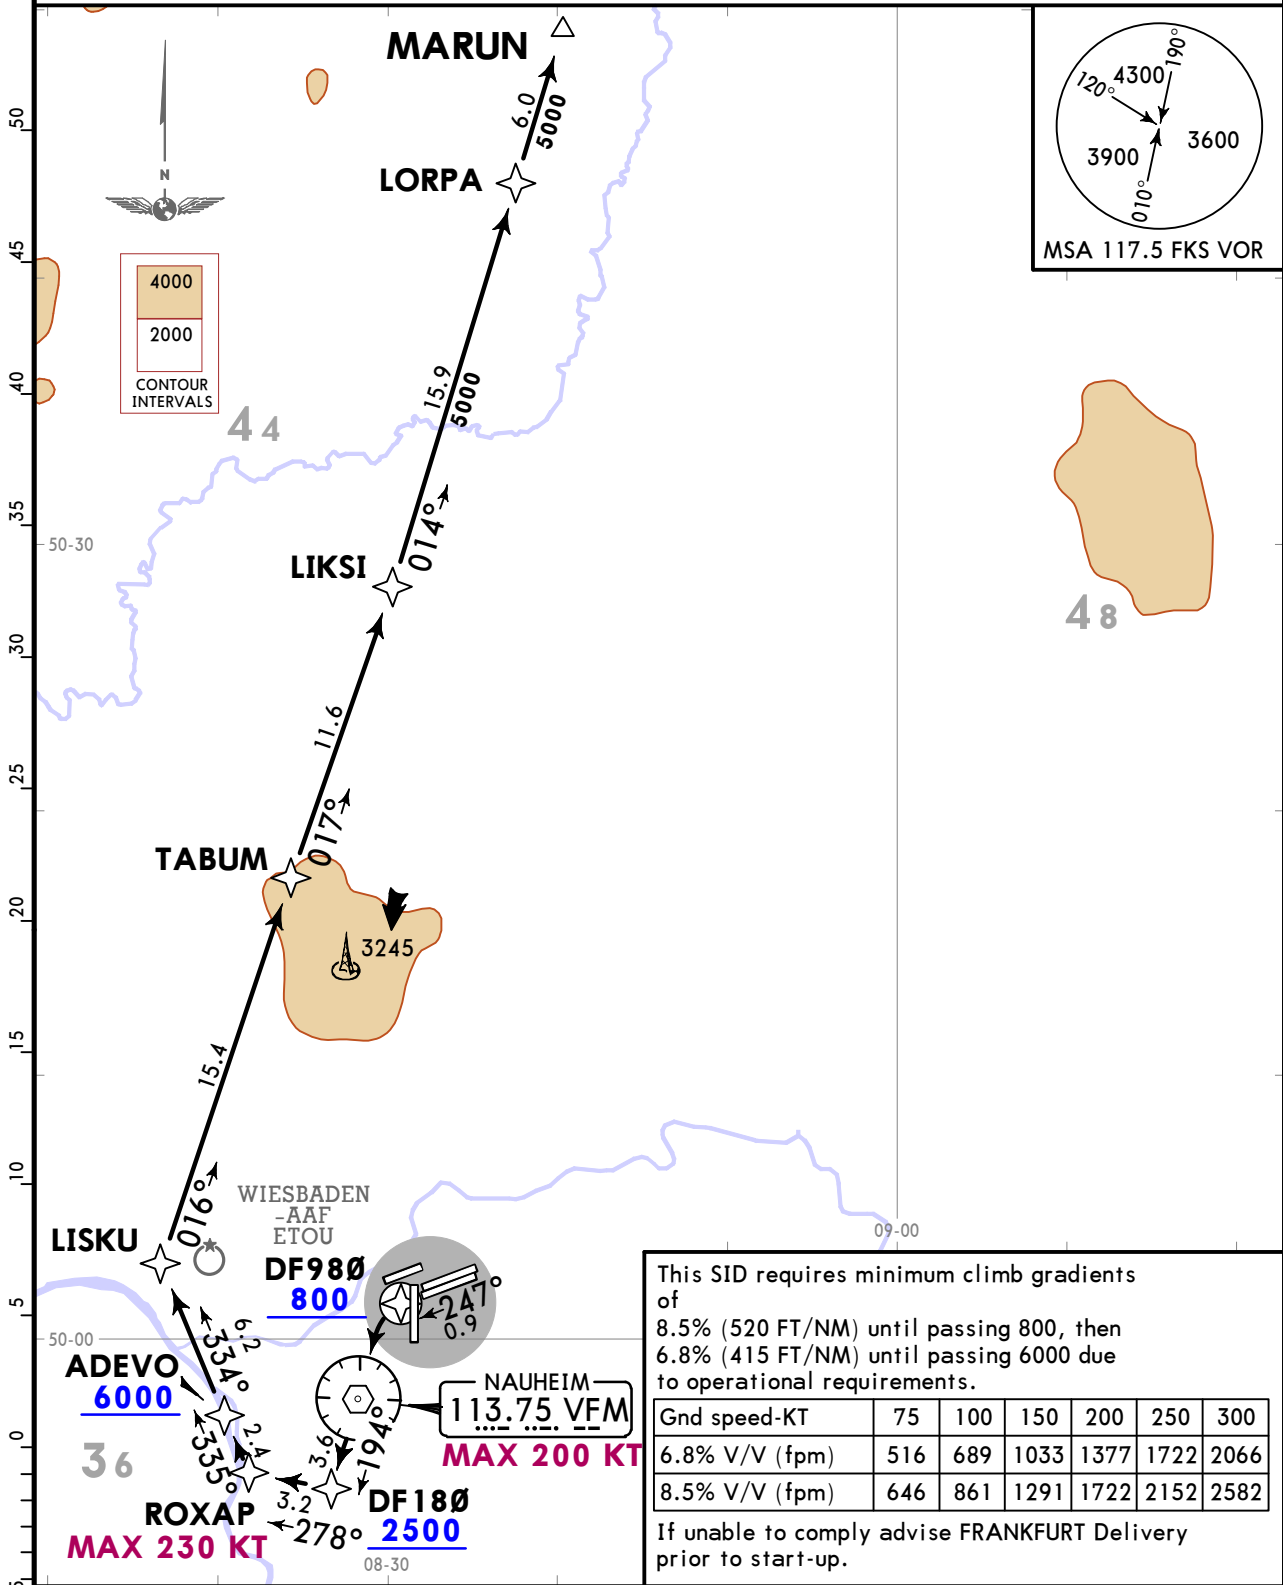 MARUN
6.0
5000
LORPA
N
4000
2000
CONTOUR
INTERVALS
44
15.9
5000
014°
LIKSI
50-30
11.6
017°
TABUM
3245
15.4
016°
LISKU
WIESBADEN
-AAF
ETOU
DF98Ø
800
247°
0.9
50-00
6.2
334°
ADEVO
6000
NAUHEIM
113.75 VFM
MAX 200 KT
194°
3.6
2.4
335°
36
ROXAP
MAX 230 KT
3.2
278°
DF18Ø
2500
08-30
09-00
48
50
45
40
35
30
25
20
15
10
5
0
5
190°
4300
120°
3600
3900
010°
MSA 117.5 FKS VOR
This SID requires minimum climb gradients
of
8.5% (520 FT/NM) until passing 800, then
6.8% (415 FT/NM) until passing 6000 due
to operational requirements.
Gnd speed-KT 75 100 150 200 250 300
6.8% V/V (fpm) 516 689 1033 1377 1722 2066
8.5% V/V (fpm) 646 861 1291 1722 2152 2582
If unable to comply advise FRANKFURT Delivery
prior to start-up.